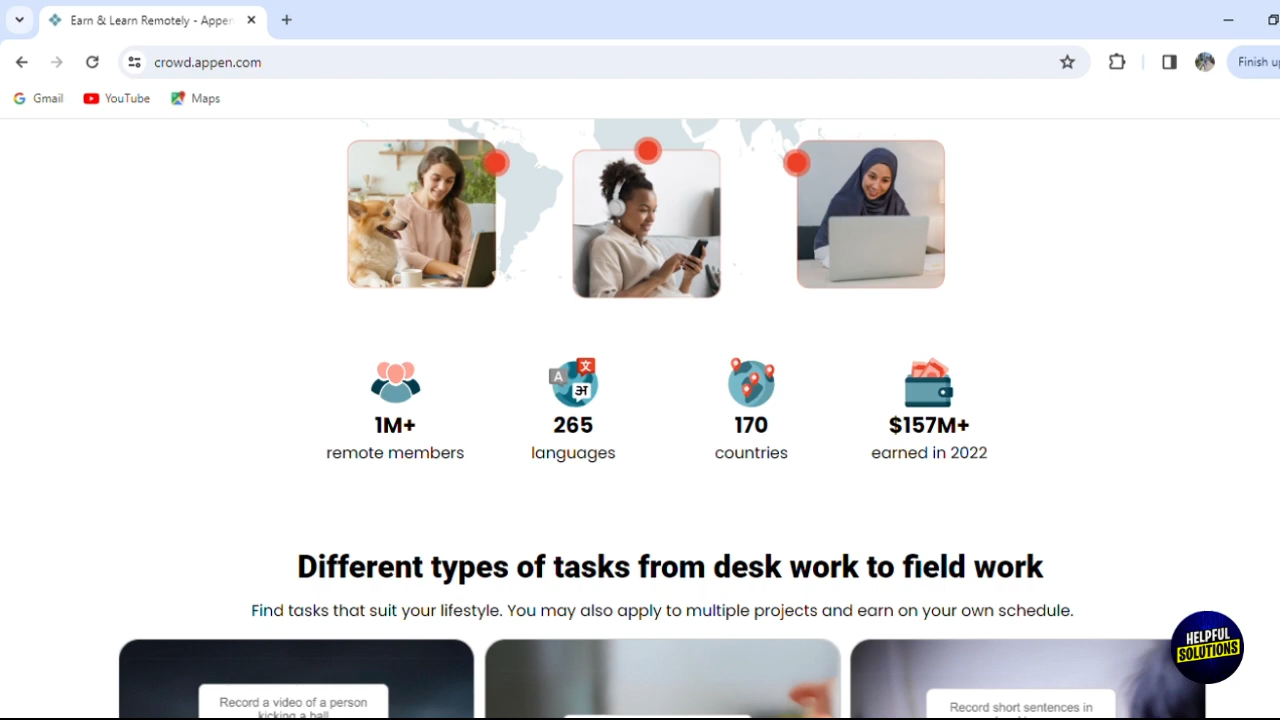 Earn & Learn Remotely - Appen
crowd.appen.com
Finish up
Gmail
YouTube
Maps
A 文
अ
1M+
265
170
$157M+
remote members
languages
countries
earned in 2022
Different types of tasks from desk work to field work
Find tasks that suit your lifestyle. You may also apply to multiple projects and earn on your own schedule.
HELPFUL
SOLUTIONS
Record a video of a person
kicking a ball
Record short sentences in